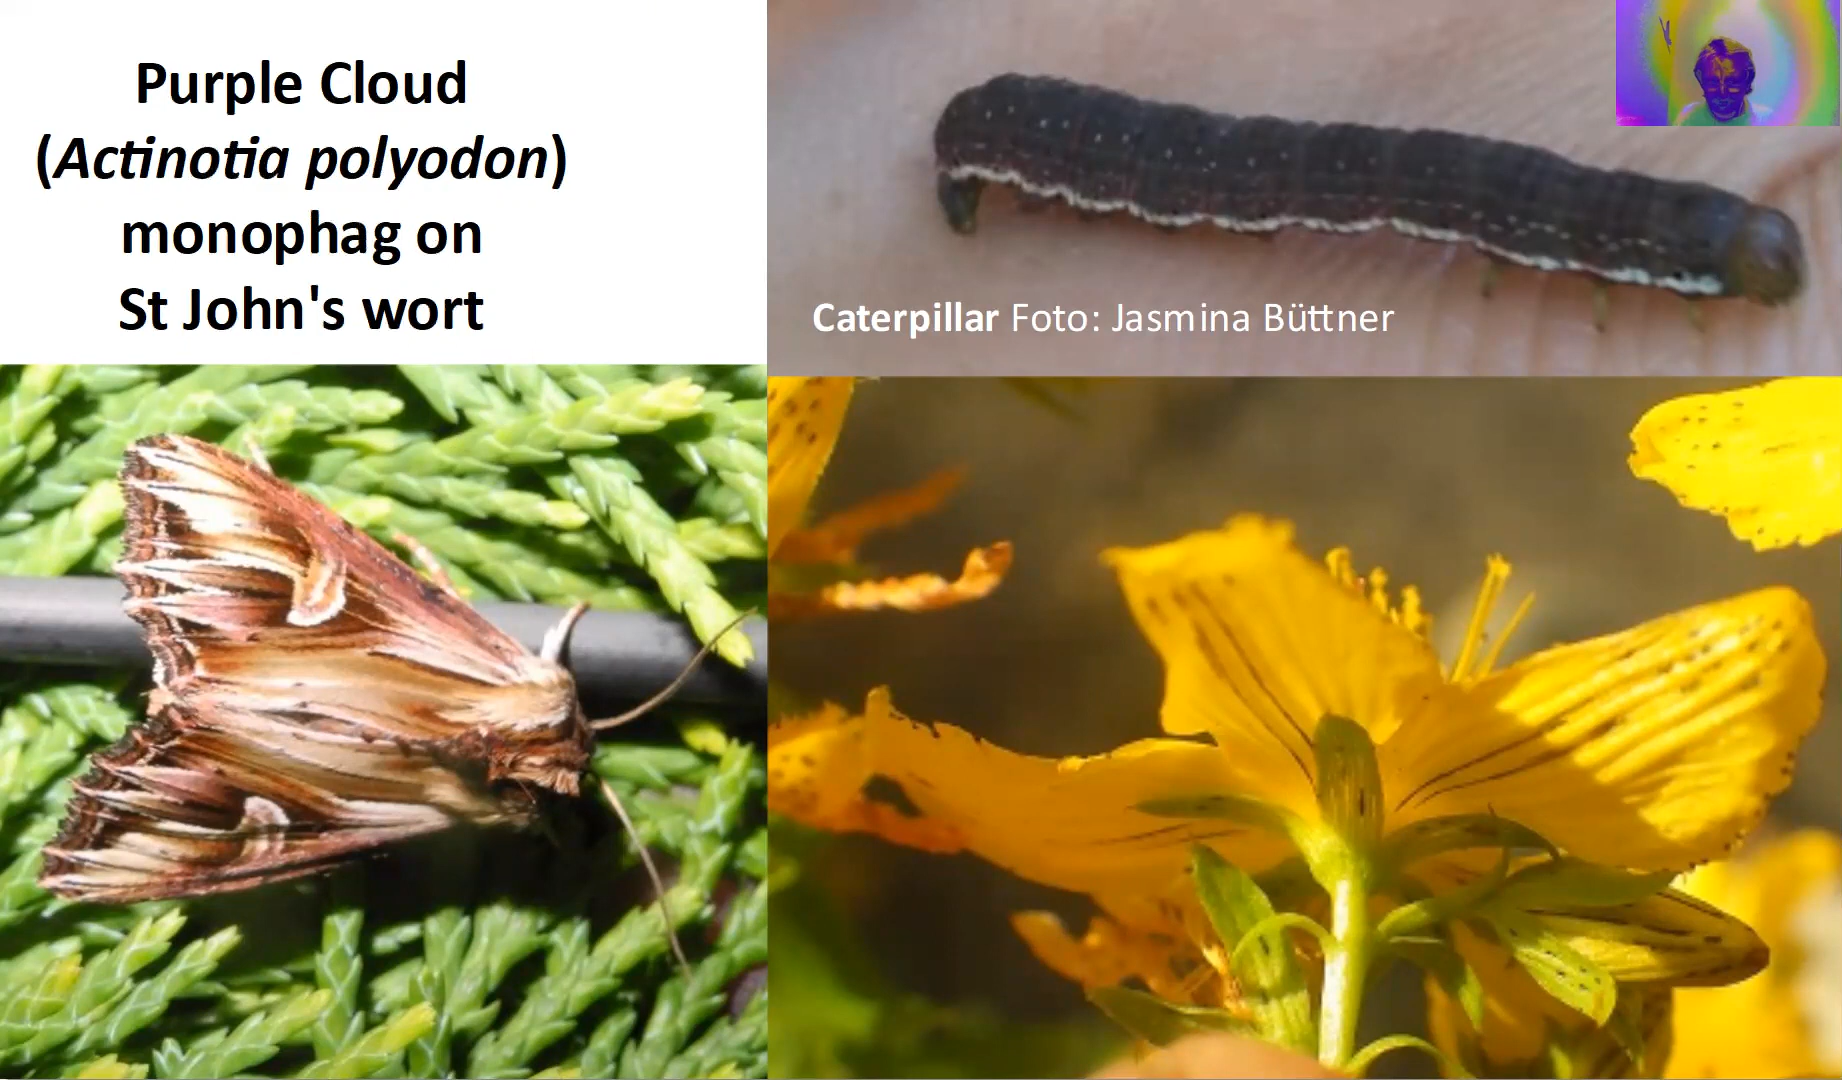 Purple Cloud
(Actinotia polyodon)
monophag on
St John's wort
Caterpillar Foto: Jasmina Büttner